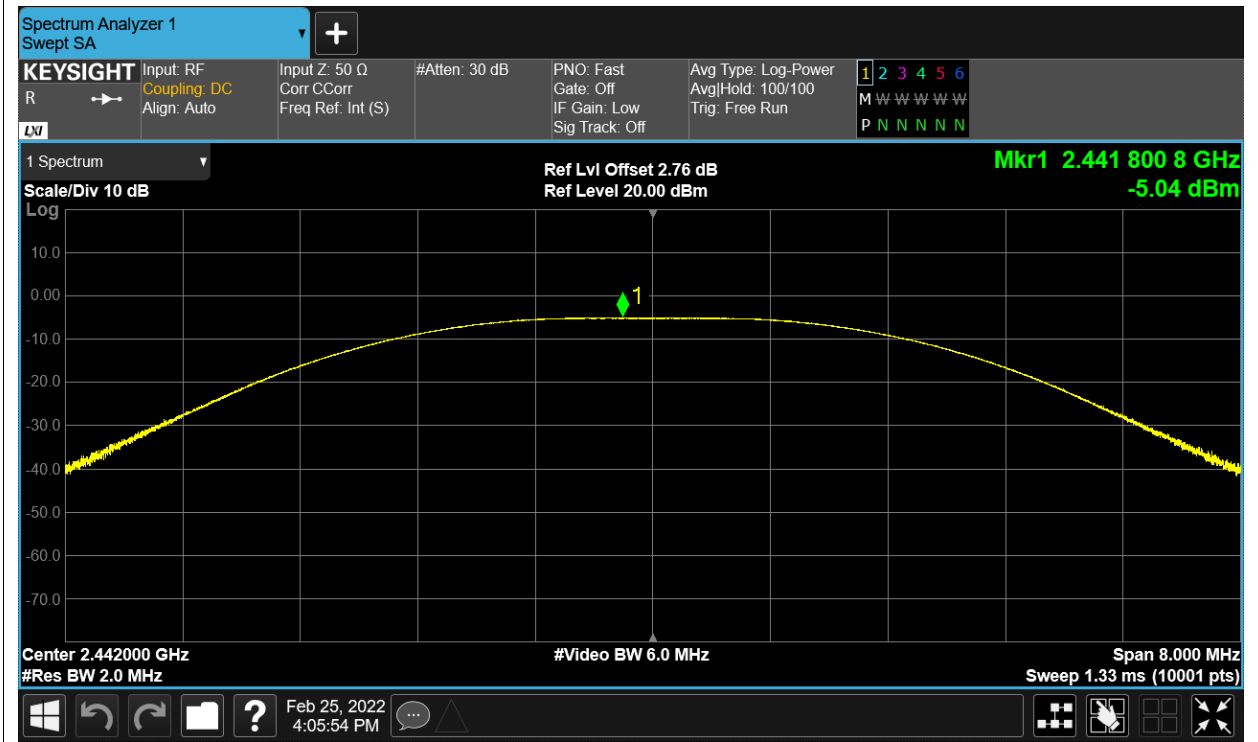 Spectrum Analyzer 1
Swept SA
KEYSIGHT
R
LXI
Input: RF
Coupling: DC
Align: Auto
Input Z: 50 Ω
Corr CCorr
Freq Ref: Int (S)
#Atten: 30 dB
PNO: Fast
Gate: Off
IF Gain: Low
Sig Track: Off
Avg Type: Log-Power
Avg|Hold: 100/100
Trig: Free Run
1 2 3 4 5 6
M W W W W W
P N N N N N
1 Spectrum
Scale/Div 10 dB
Log
Ref Lvl Offset 2.76 dB
Ref Level 20.00 dBm
Mkr1 2.441 800 8 GHz
-5.04 dBm
10.0
0.00
-10.0
-20.0
-30.0
-40.0
-50.0
-60.0
-70.0
1
Center 2.442000 GHz
#Res BW 2.0 MHz
#Video BW 6.0 MHz
Span 8.000 MHz
Sweep 1.33 ms (10001 pts)
?
Feb 25, 2022
4:05:54 PM